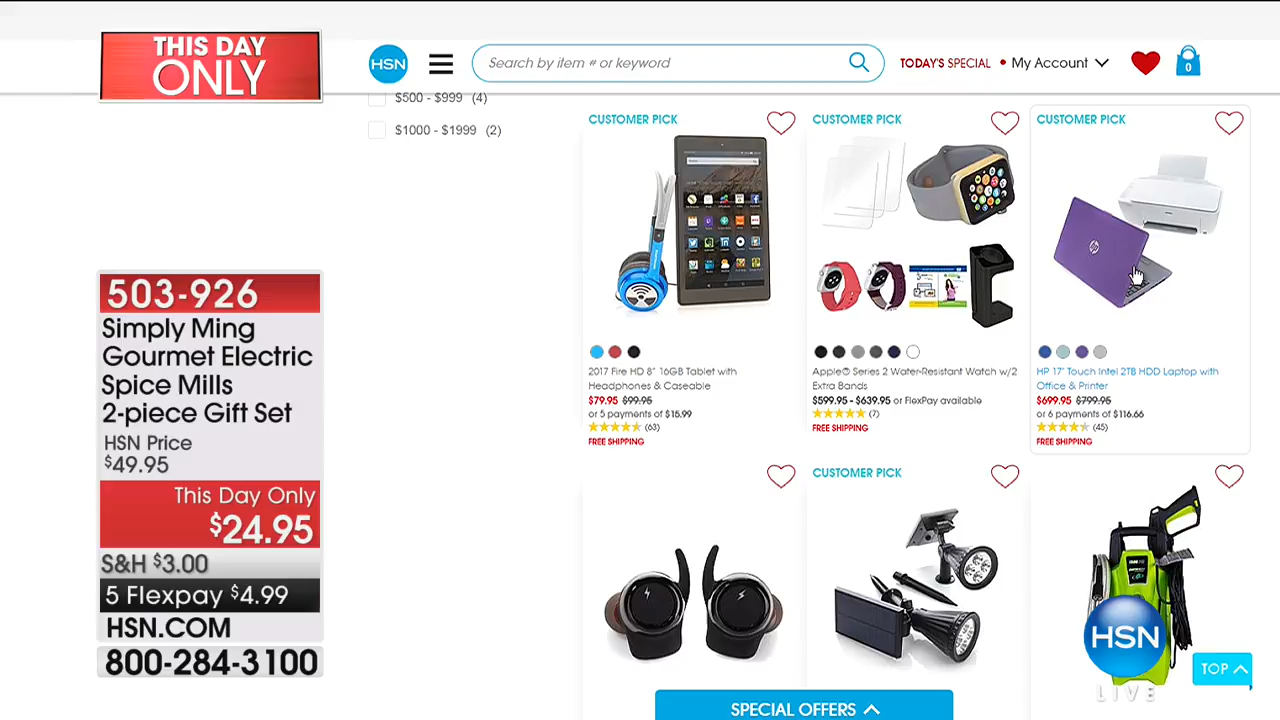 THIS DAY
ONLY
HSN
Search by item # or keyword
TODAY'S SPECIAL
My Account
0
$500 - $999 (4)
$1000 - $1999 (2)
503-926
Simply Ming
Gourmet Electric
Spice Mills
2-piece Gift Set
HSN Price
$49.95
This Day Only
$24.95
S&H $3.00
5 Flexpay $4.99
HSN.COM
800-284-3100
CUSTOMER PICK
2017 Fire HD 8" 16GB Tablet with
Headphones & Caseable
$79.95 $99.95
or 5 payments of $15.99
(63)
FREE SHIPPING
CUSTOMER PICK
Apple® Series 2 Water-Resistant Watch w/2
Extra Bands
$599.95 - $639.95 or FlexPay available
(7)
FREE SHIPPING
CUSTOMER PICK
hp
HP 17" Touch Intel 2TB HDD Laptop with
Office & Printer
$699.95 $799.95
or 6 payments of $116.66
(45)
FREE SHIPPING
CUSTOMER PICK
HSN
LIVE
TOP
SPECIAL OFFERS